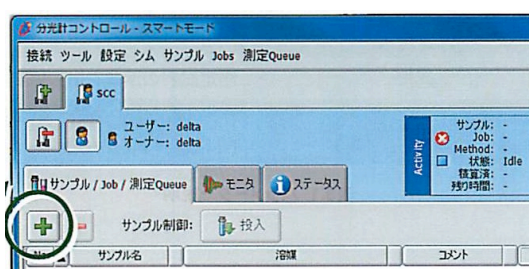 分光計コントロール - スマートモード
接続 ツール 設定 シム サンプル Jobs 測定Queue
scc
ユーザー: delta
オーナー: delta
Activity
サンプル: -
Job: -
Method: -
状態: Idle
積算済: -
残り時間: -
サンプル / Job / 測定Queue
モニタ
ステータス
サンプル制御:
投入
サンプル名
溶媒
コメント